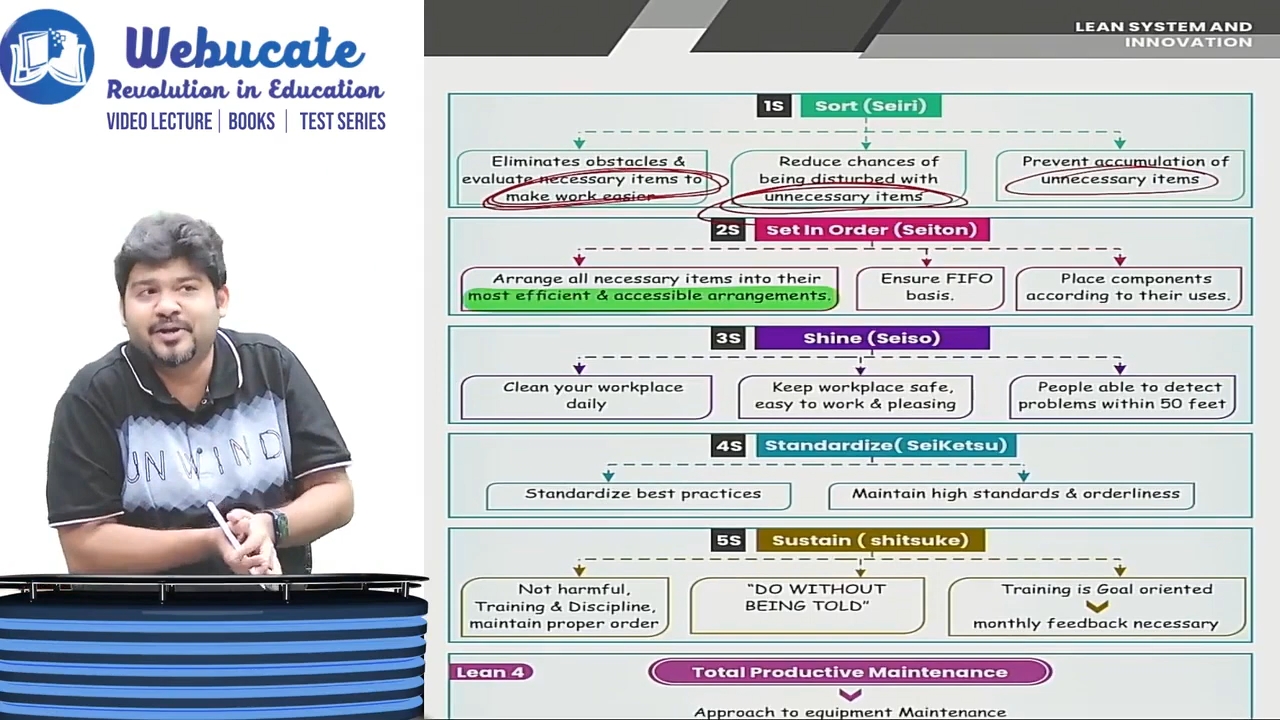 Webucate
Revolution in Education
VIDEO LECTURE | BOOKS | TEST SERIES
UNWIND
LEAN SYSTEM AND
INNOVATION
1S Sort (Seiri)
Eliminates obstacles &
evaluate necessary items to
make work easier
Reduce chances of
being disturbed with
unnecessary items
Prevent accumulation of
unnecessary items
2S Set In Order (Seiton)
Arrange all necessary items into their
most efficient & accessible arrangements.
Ensure FIFO
basis.
Place components
according to their uses.
3S Shine (Seiso)
Clean your workplace
daily
Keep workplace safe,
easy to work & pleasing
People able to detect
problems within 50 feet
4S Standardize( SeiKetsu)
Standardize best practices
Maintain high standards & orderliness
5S Sustain ( shitsuke)
Not harmful,
Training & Discipline,
maintain proper order
"DO WITHOUT
BEING TOLD"
Training is Goal oriented
monthly feedback necessary
Lean 4 Total Productive Maintenance
Approach to equipment Maintenance